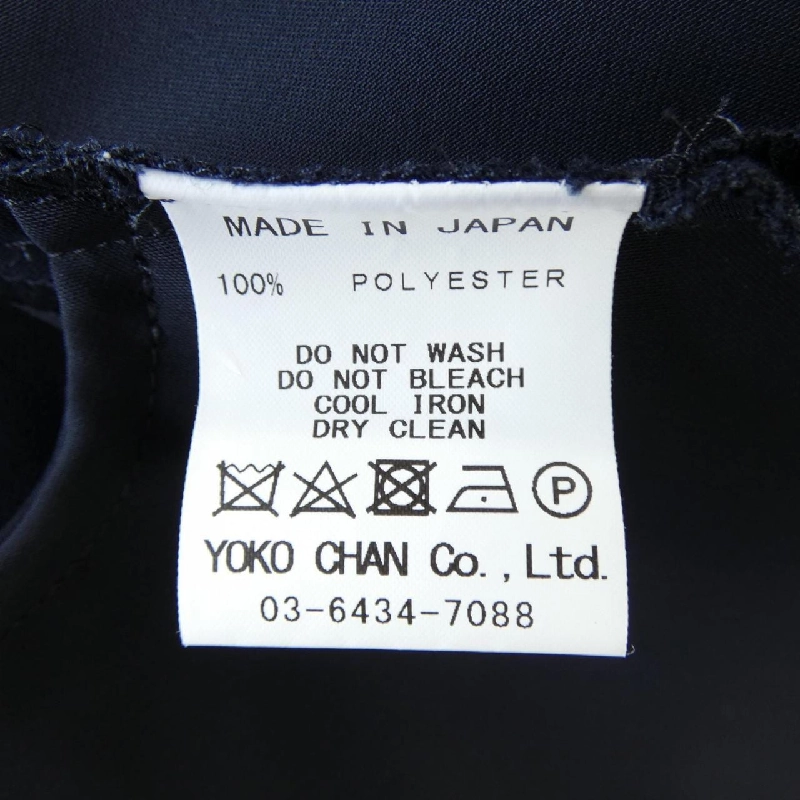 MADE IN JAPAN
100% POLYESTER
DO NOT WASH
DO NOT BLEACH
COOL IRON
DRY CLEAN
P
YOKO CHAN Co., Ltd.
03-6434-7088